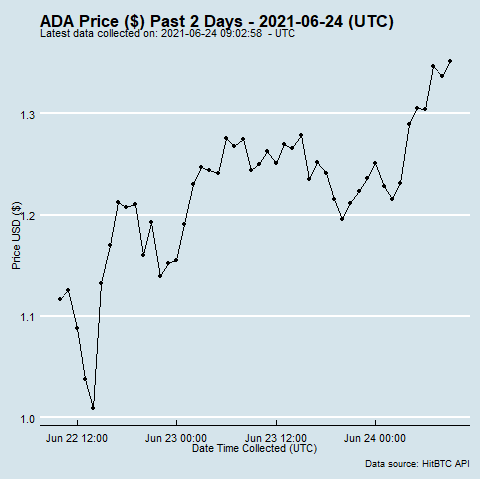 ADA Price ($) Past 2 Days - 2021-06-24 (UTC)
Latest data collected on: 2021-06-24 09:02:58  - UTC
1.3
1.2
1.1
1.0
Price USD ($)
Jun 22 12:00 Jun 23 00:00 Jun 23 12:00 Jun 24 00:00
Date Time Collected (UTC)
Data source: HitBTC API